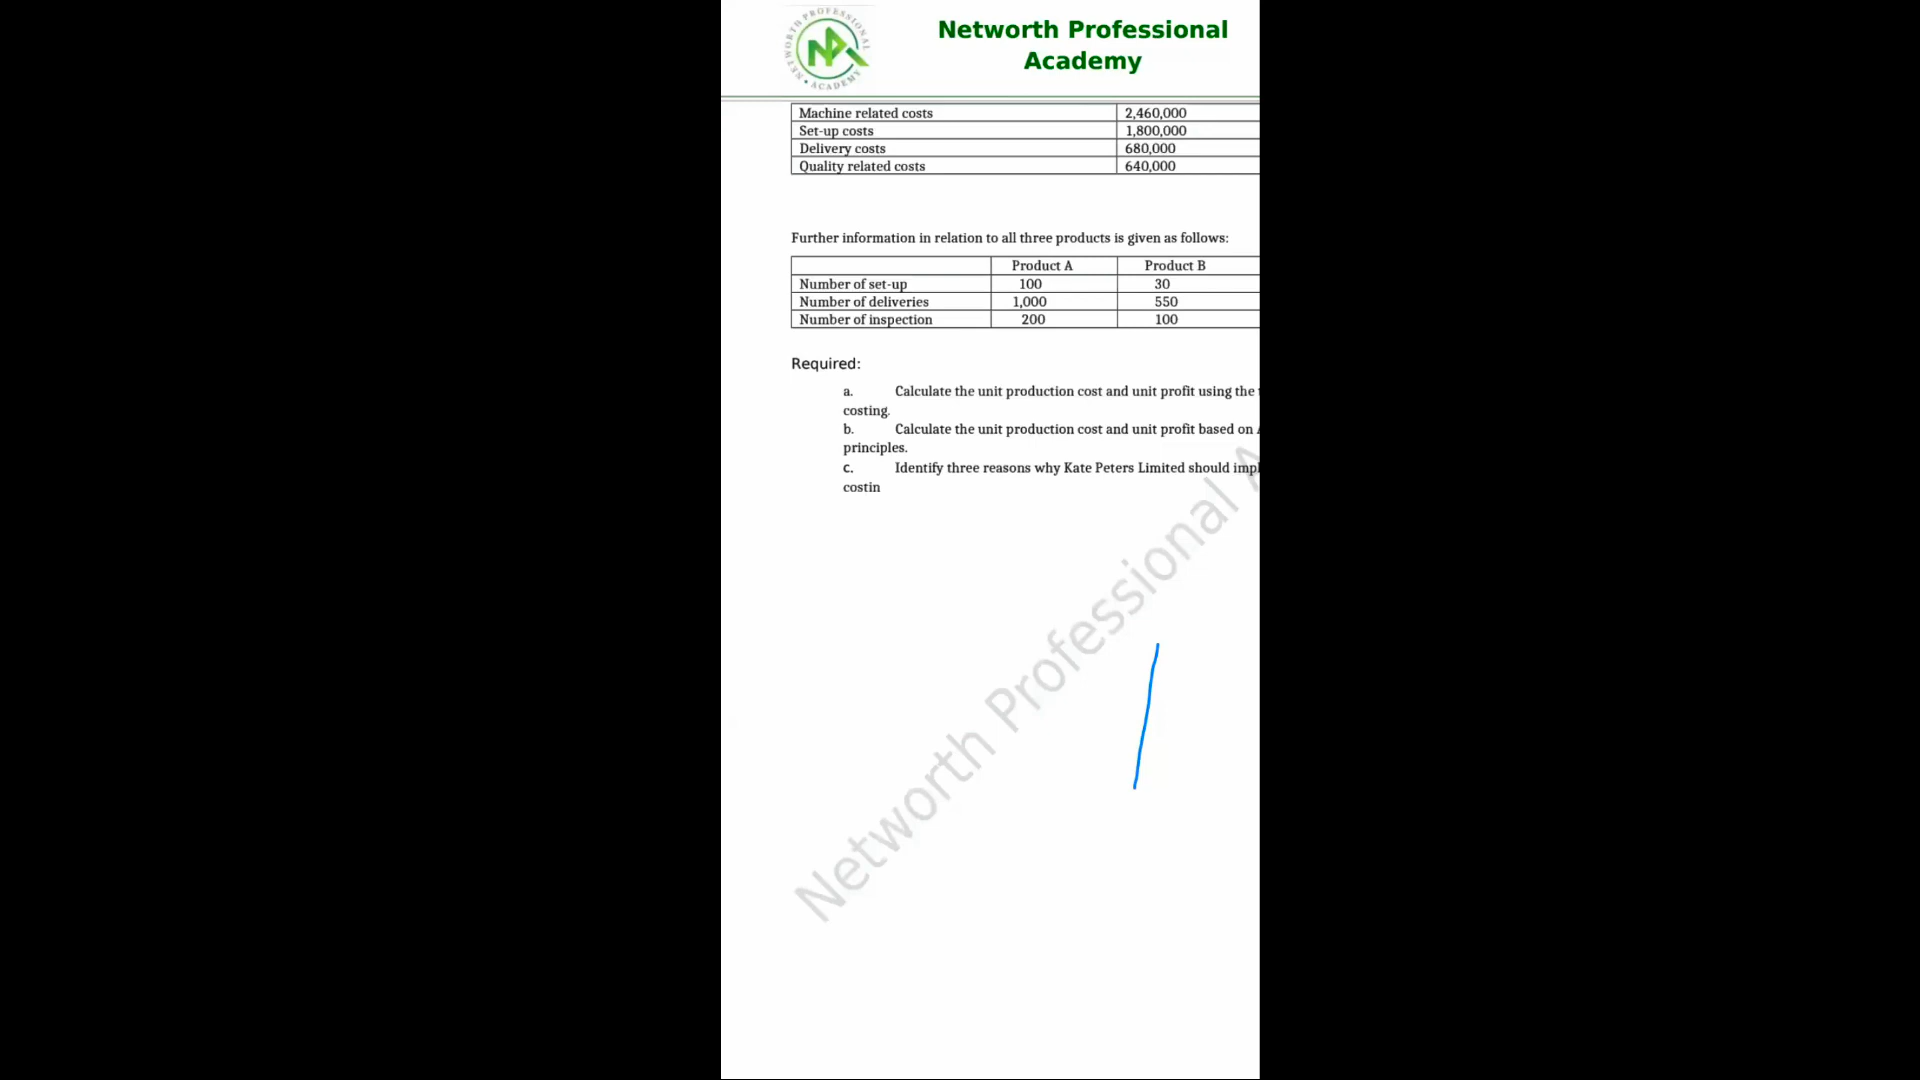 NETWORTH PROFESSIONAL
• ACADEMY
Networth Professional
Academy
Machine related costs 2,460,000
Set-up costs 1,800,000
Delivery costs 680,000
Quality related costs 640,000
Further information in relation to all three products is given as follows:
Product A Product B
Number of set-up 100 30
Number of deliveries 1,000 550
Number of inspection 200 100
Required:
a. Calculate the unit production cost and unit profit using the
costing.
b. Calculate the unit production cost and unit profit based on
principles.
c. Identify three reasons why Kate Peters Limited should impl
costin
Networth Professional A